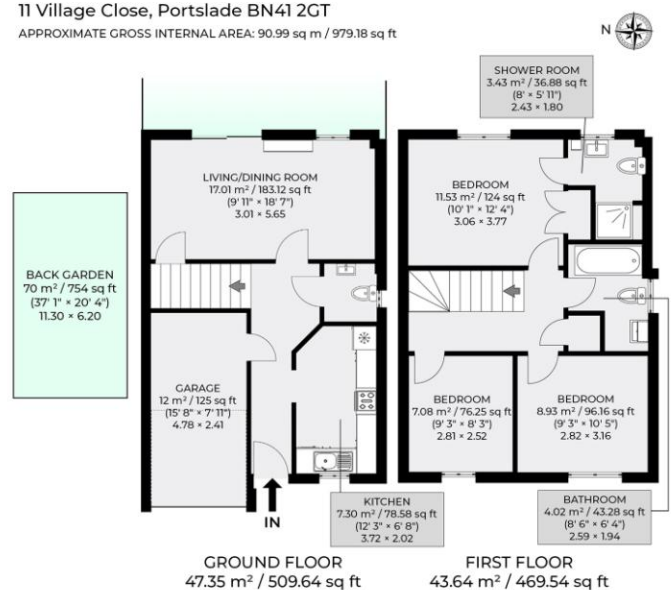 11 Village Close, Portslade BN41 2GT
APPROXIMATE GROSS INTERNAL AREA: 90.99 sq m / 979.18 sq ft
N
SHOWER ROOM
3.43 m² / 36.88 sq ft
(8' × 5' 11")
2.43 × 1.80
LIVING/DINING ROOM
17.01 m² / 183.12 sq ft
(9' 11" × 18' 7")
3.01 × 5.65
BEDROOM
11.53 m² / 124 sq ft
(10' 1" × 12' 4")
3.06 × 3.77
BACK GARDEN
70 m² / 754 sq ft
(37' 1" × 20' 4")
11.30 × 6.20
GARAGE
12 m² / 125 sq ft
(15' 8" × 7' 11")
4.78 × 2.41
BEDROOM
7.08 m² / 76.25 sq ft
(9' 3" × 8' 3")
2.81 × 2.52
BEDROOM
8.93 m² / 96.16 sq ft
(9' 3" × 10' 5")
2.82 × 3.16
IN
KITCHEN
7.30 m² / 78.58 sq ft
(12' 3" × 6' 8")
3.72 × 2.02
BATHROOM
4.02 m² / 43.28 sq ft
(8' 6" × 6' 4")
2.59 × 1.94
GROUND FLOOR
47.35 m² / 509.64 sq ft
FIRST FLOOR
43.64 m² / 469.54 sq ft